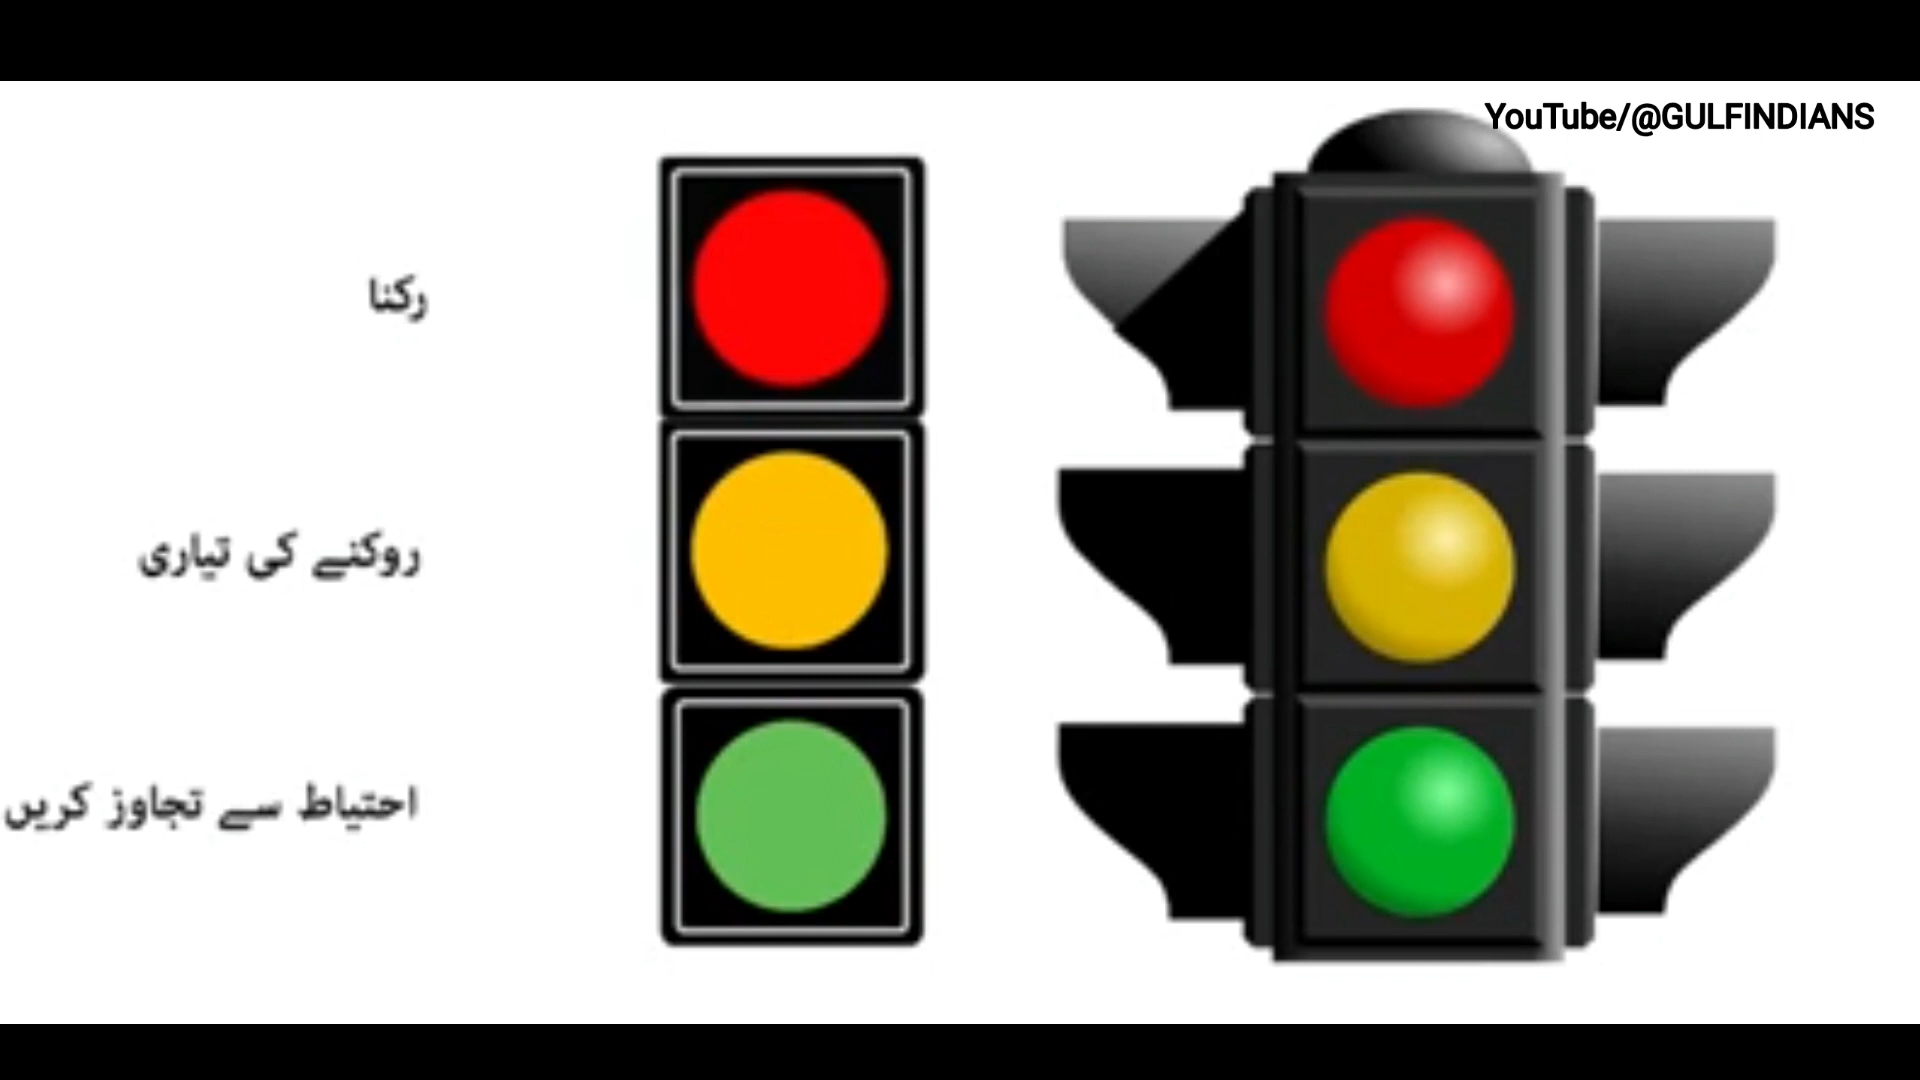 YouTube/@GULFINDIANS
رکنا
روکنے کی تیاری
احتیاط سے تجاوز کریں